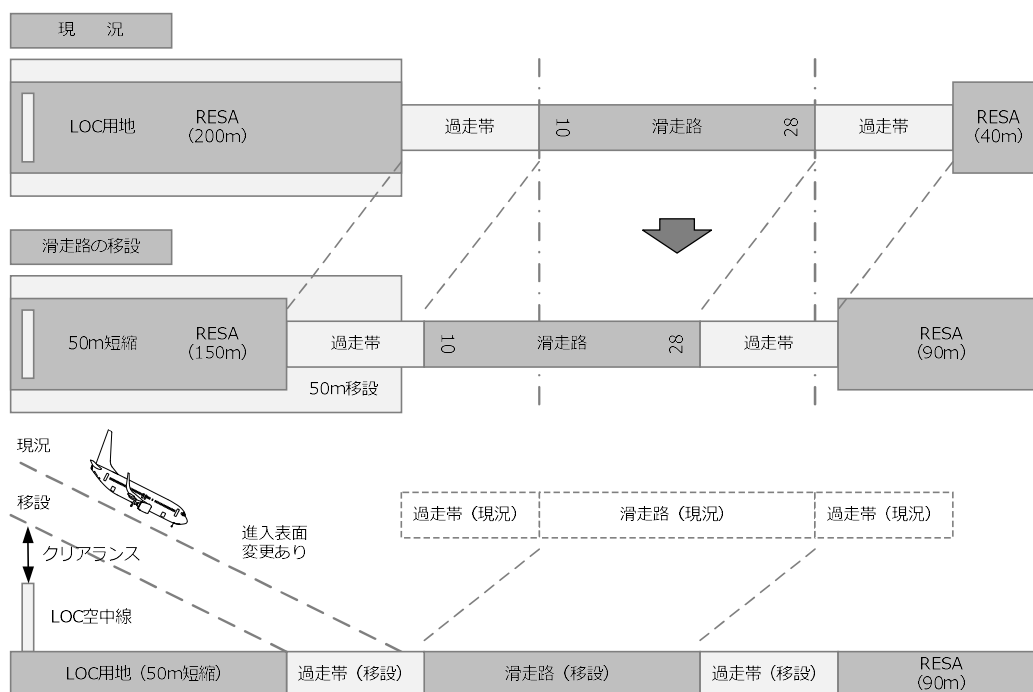 現　況
LOC用地
RESA
(200m)
過走帯
10
滑走路
28
過走帯
RESA
(40m)
滑走路の移設
50m短縮
RESA
(150m)
過走帯
50m移設
10
滑走路
28
過走帯
RESA
(90m)
現況
移設
クリアランス
LOC空中線
進入表面
変更あり
過走帯（現況）
滑走路（現況）
過走帯（現況）
LOC用地（50m短縮）
過走帯（移設）
滑走路（移設）
過走帯（移設）
RESA
(90m)